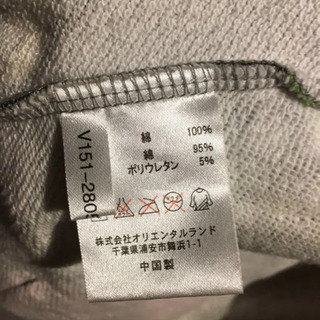 綿 100%
綿 95%
ポリウレタン 5%
株式会社オリエンタルランド
千葉県浦安市舞浜1-1
中国製
V151-2805